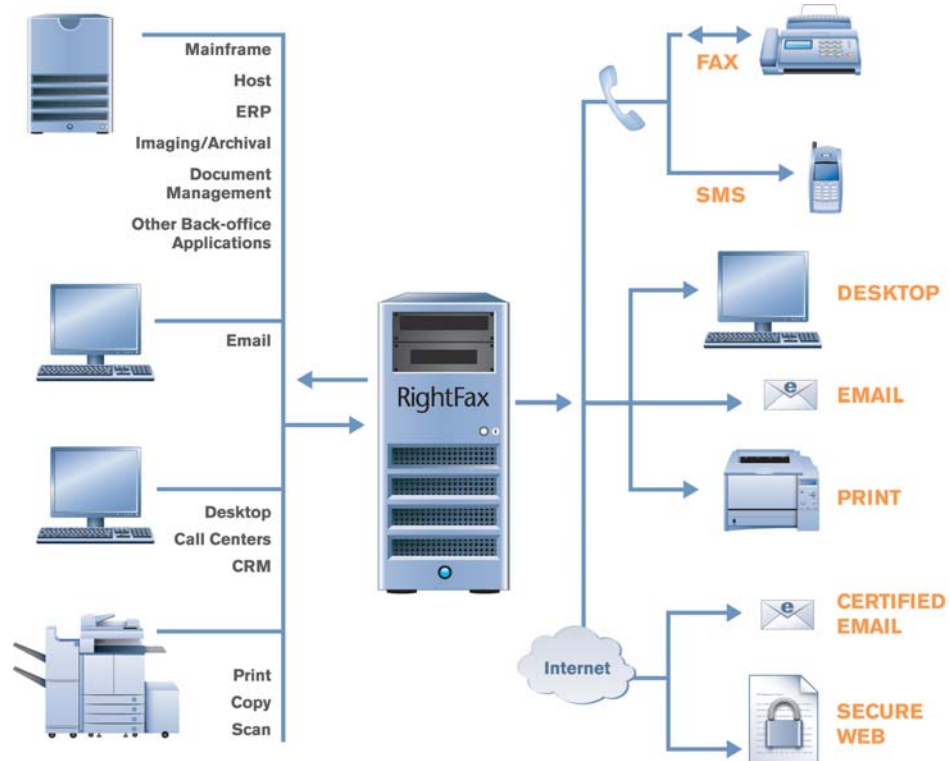 Mainframe
Host
ERP
Imaging/Archival
Document
Management
Other Back-office
Applications
Email
Desktop
Call Centers
CRM
Print
Copy
Scan
RightFax
FAX
SMS
DESKTOP
e
EMAIL
PRINT
Internet
e
CERTIFIED
EMAIL
SECURE
WEB